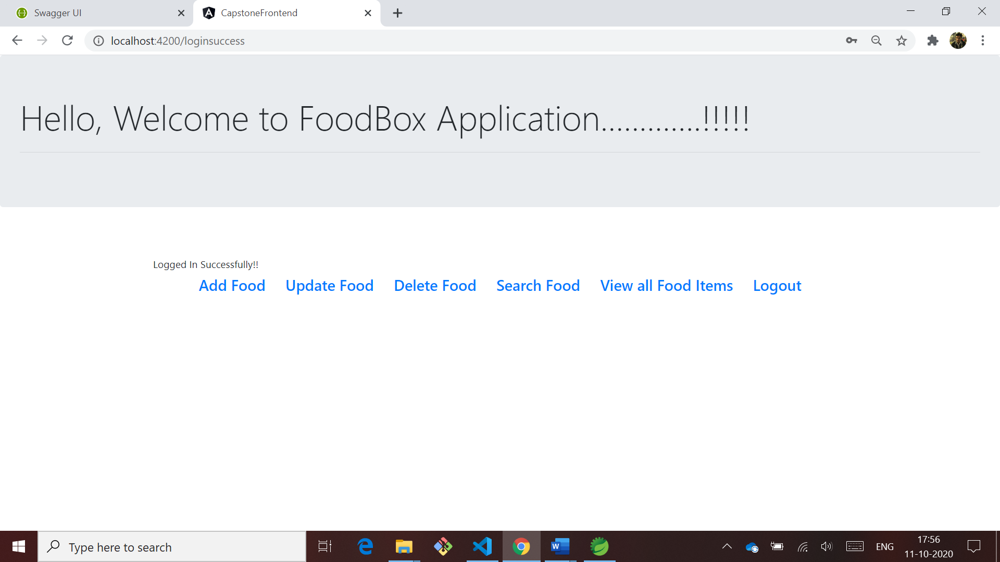 Swagger UI
CapstoneFrontend
localhost:4200/loginsuccess
Hello, Welcome to FoodBox Application.............!!!!!
Logged In Successfully!!
Add Food Update Food Delete Food Search Food View all Food Items Logout
Type here to search
ENG
17:56
11-10-2020